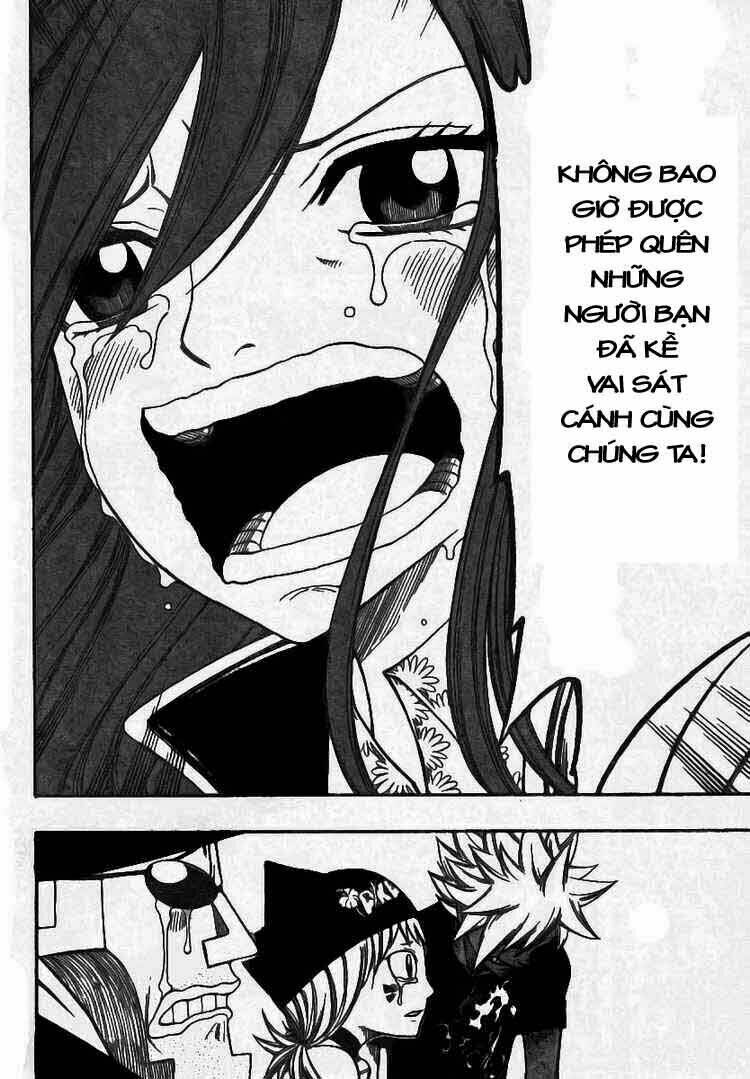 KHÔNG BAO
GIỜ ĐƯỢC
PHÉP QUÊN
NHỮNG
NGƯỜI BẠN
ĐÃ KỀ
VAI SÁT
CÁNH CÙNG
CHÚNG TA!